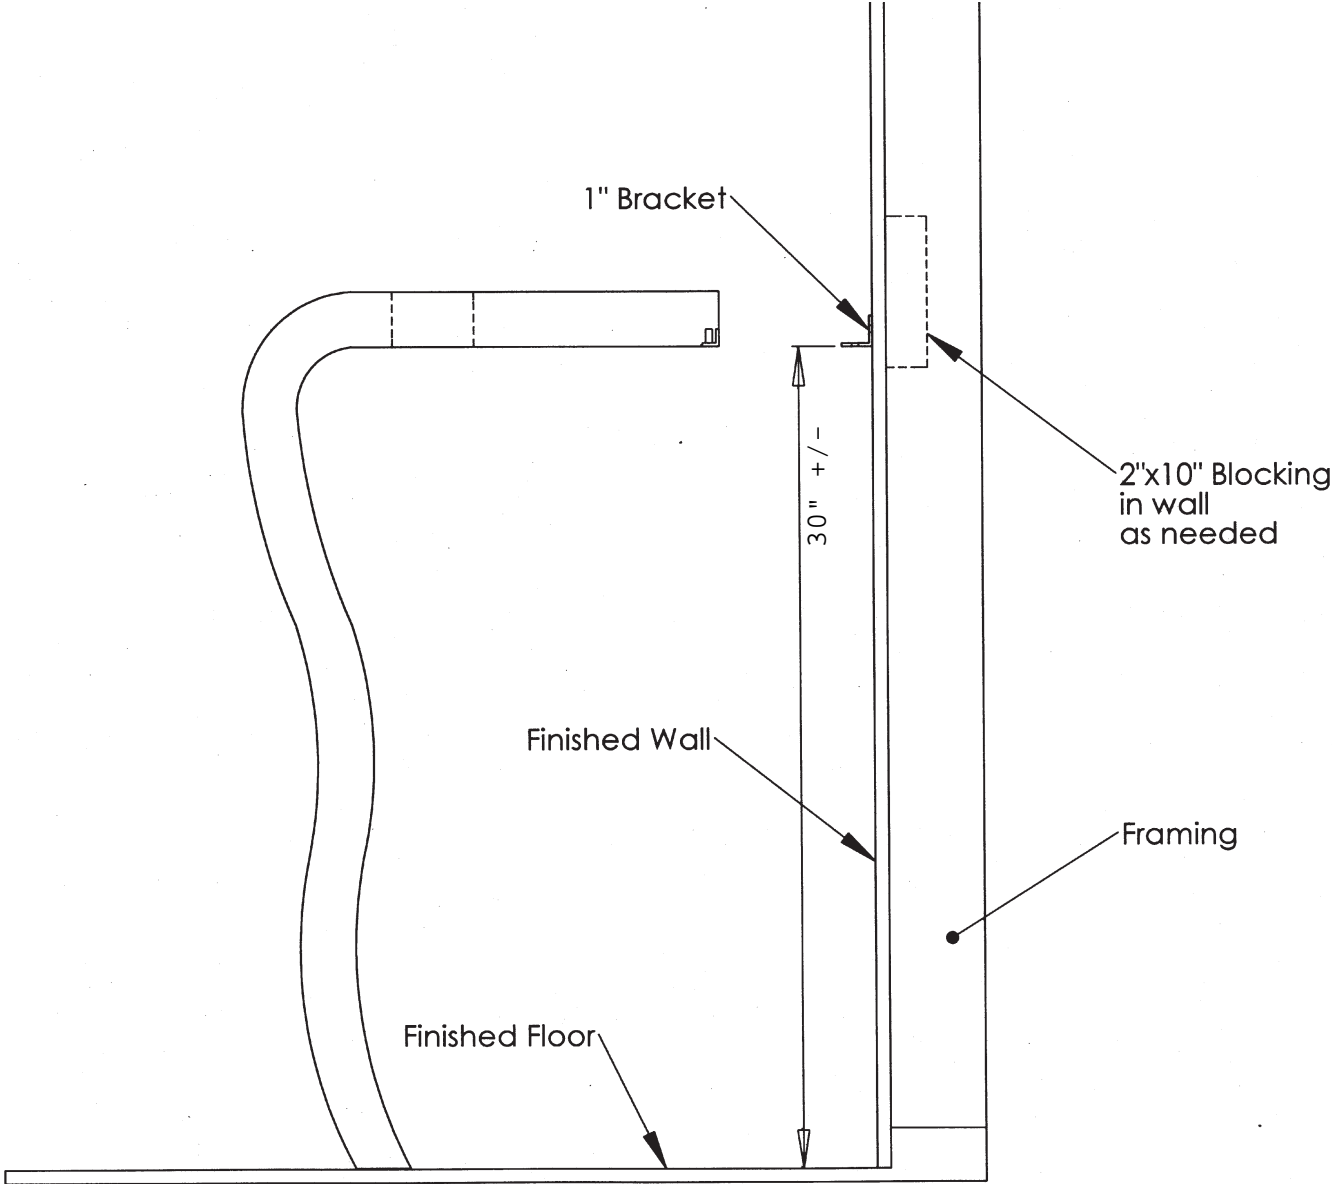 1" Bracket
30" +/-
2"x10" Blocking
in wall
as needed
Finished Wall
Framing
Finished Floor